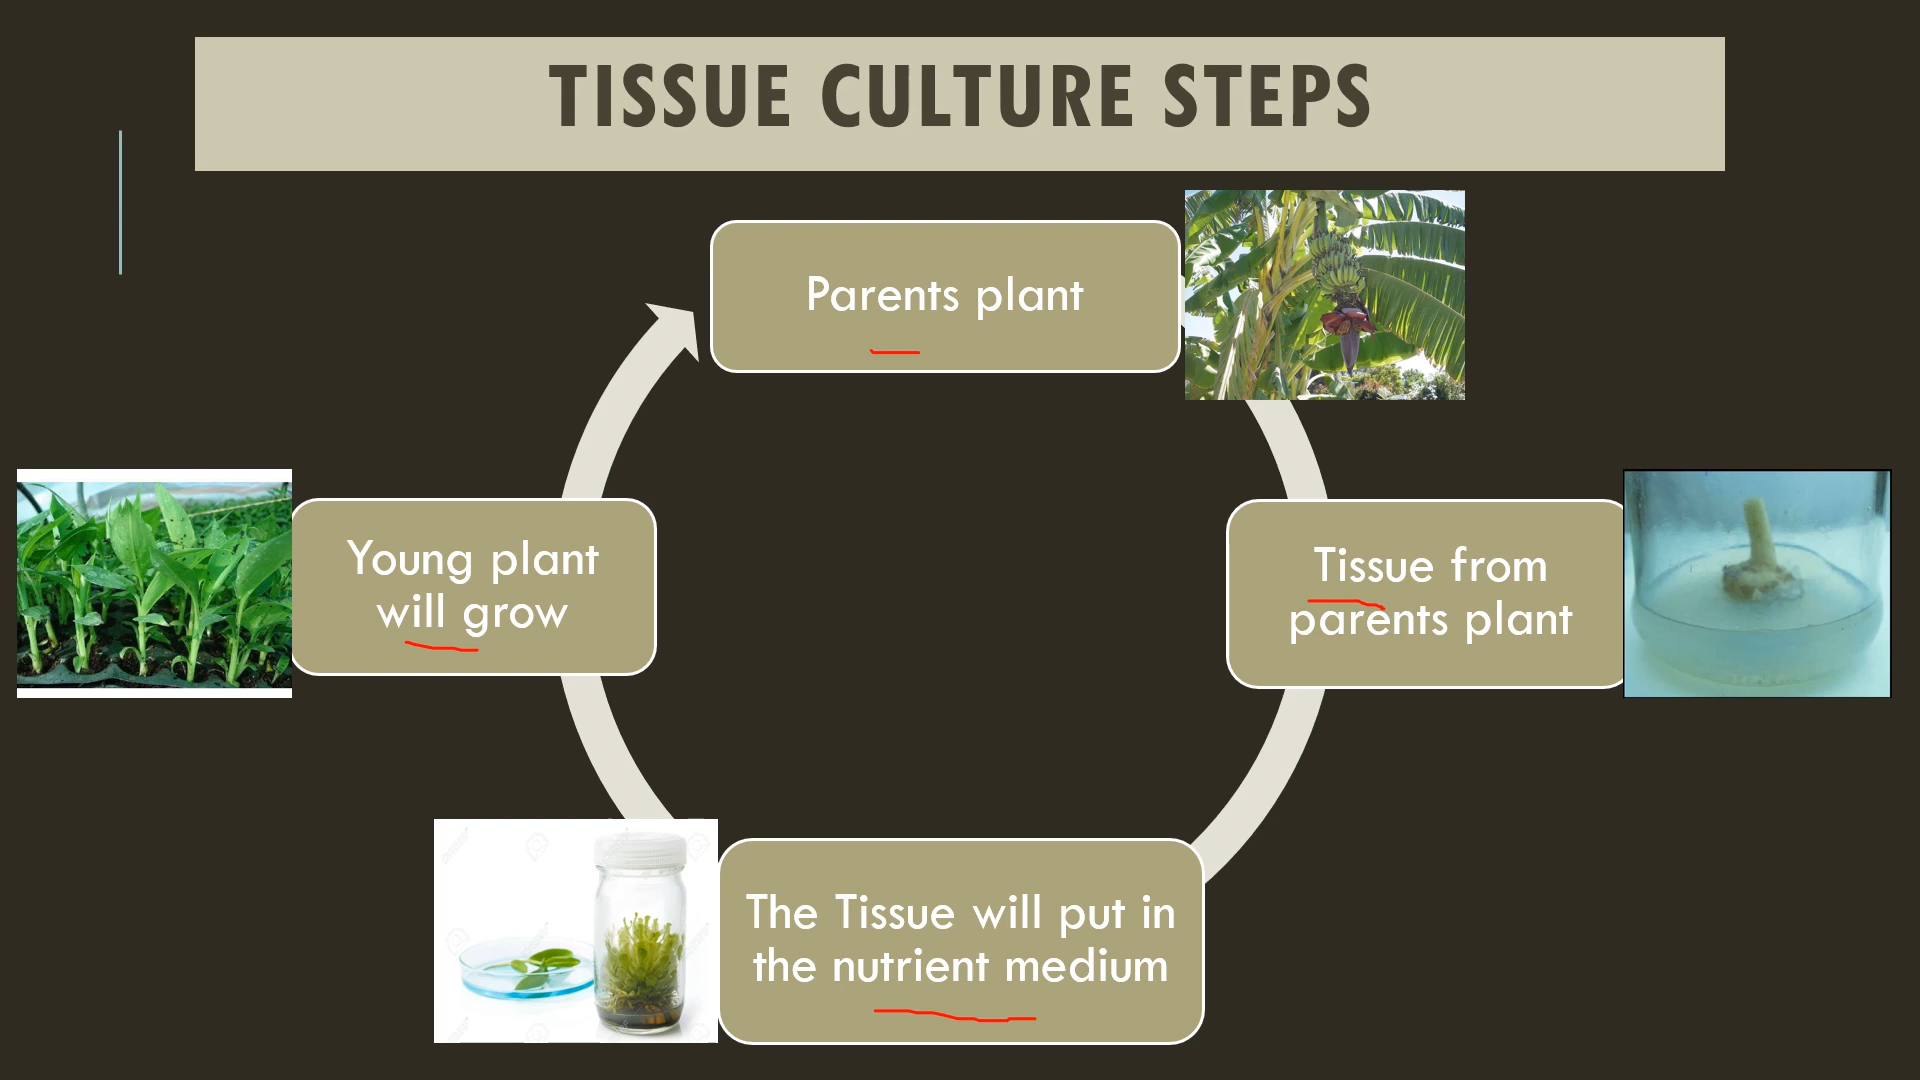 TISSUE CULTURE STEPS
Parents plant
Tissue from
parents plant
The Tissue will put in
the nutrient medium
Young plant
will grow